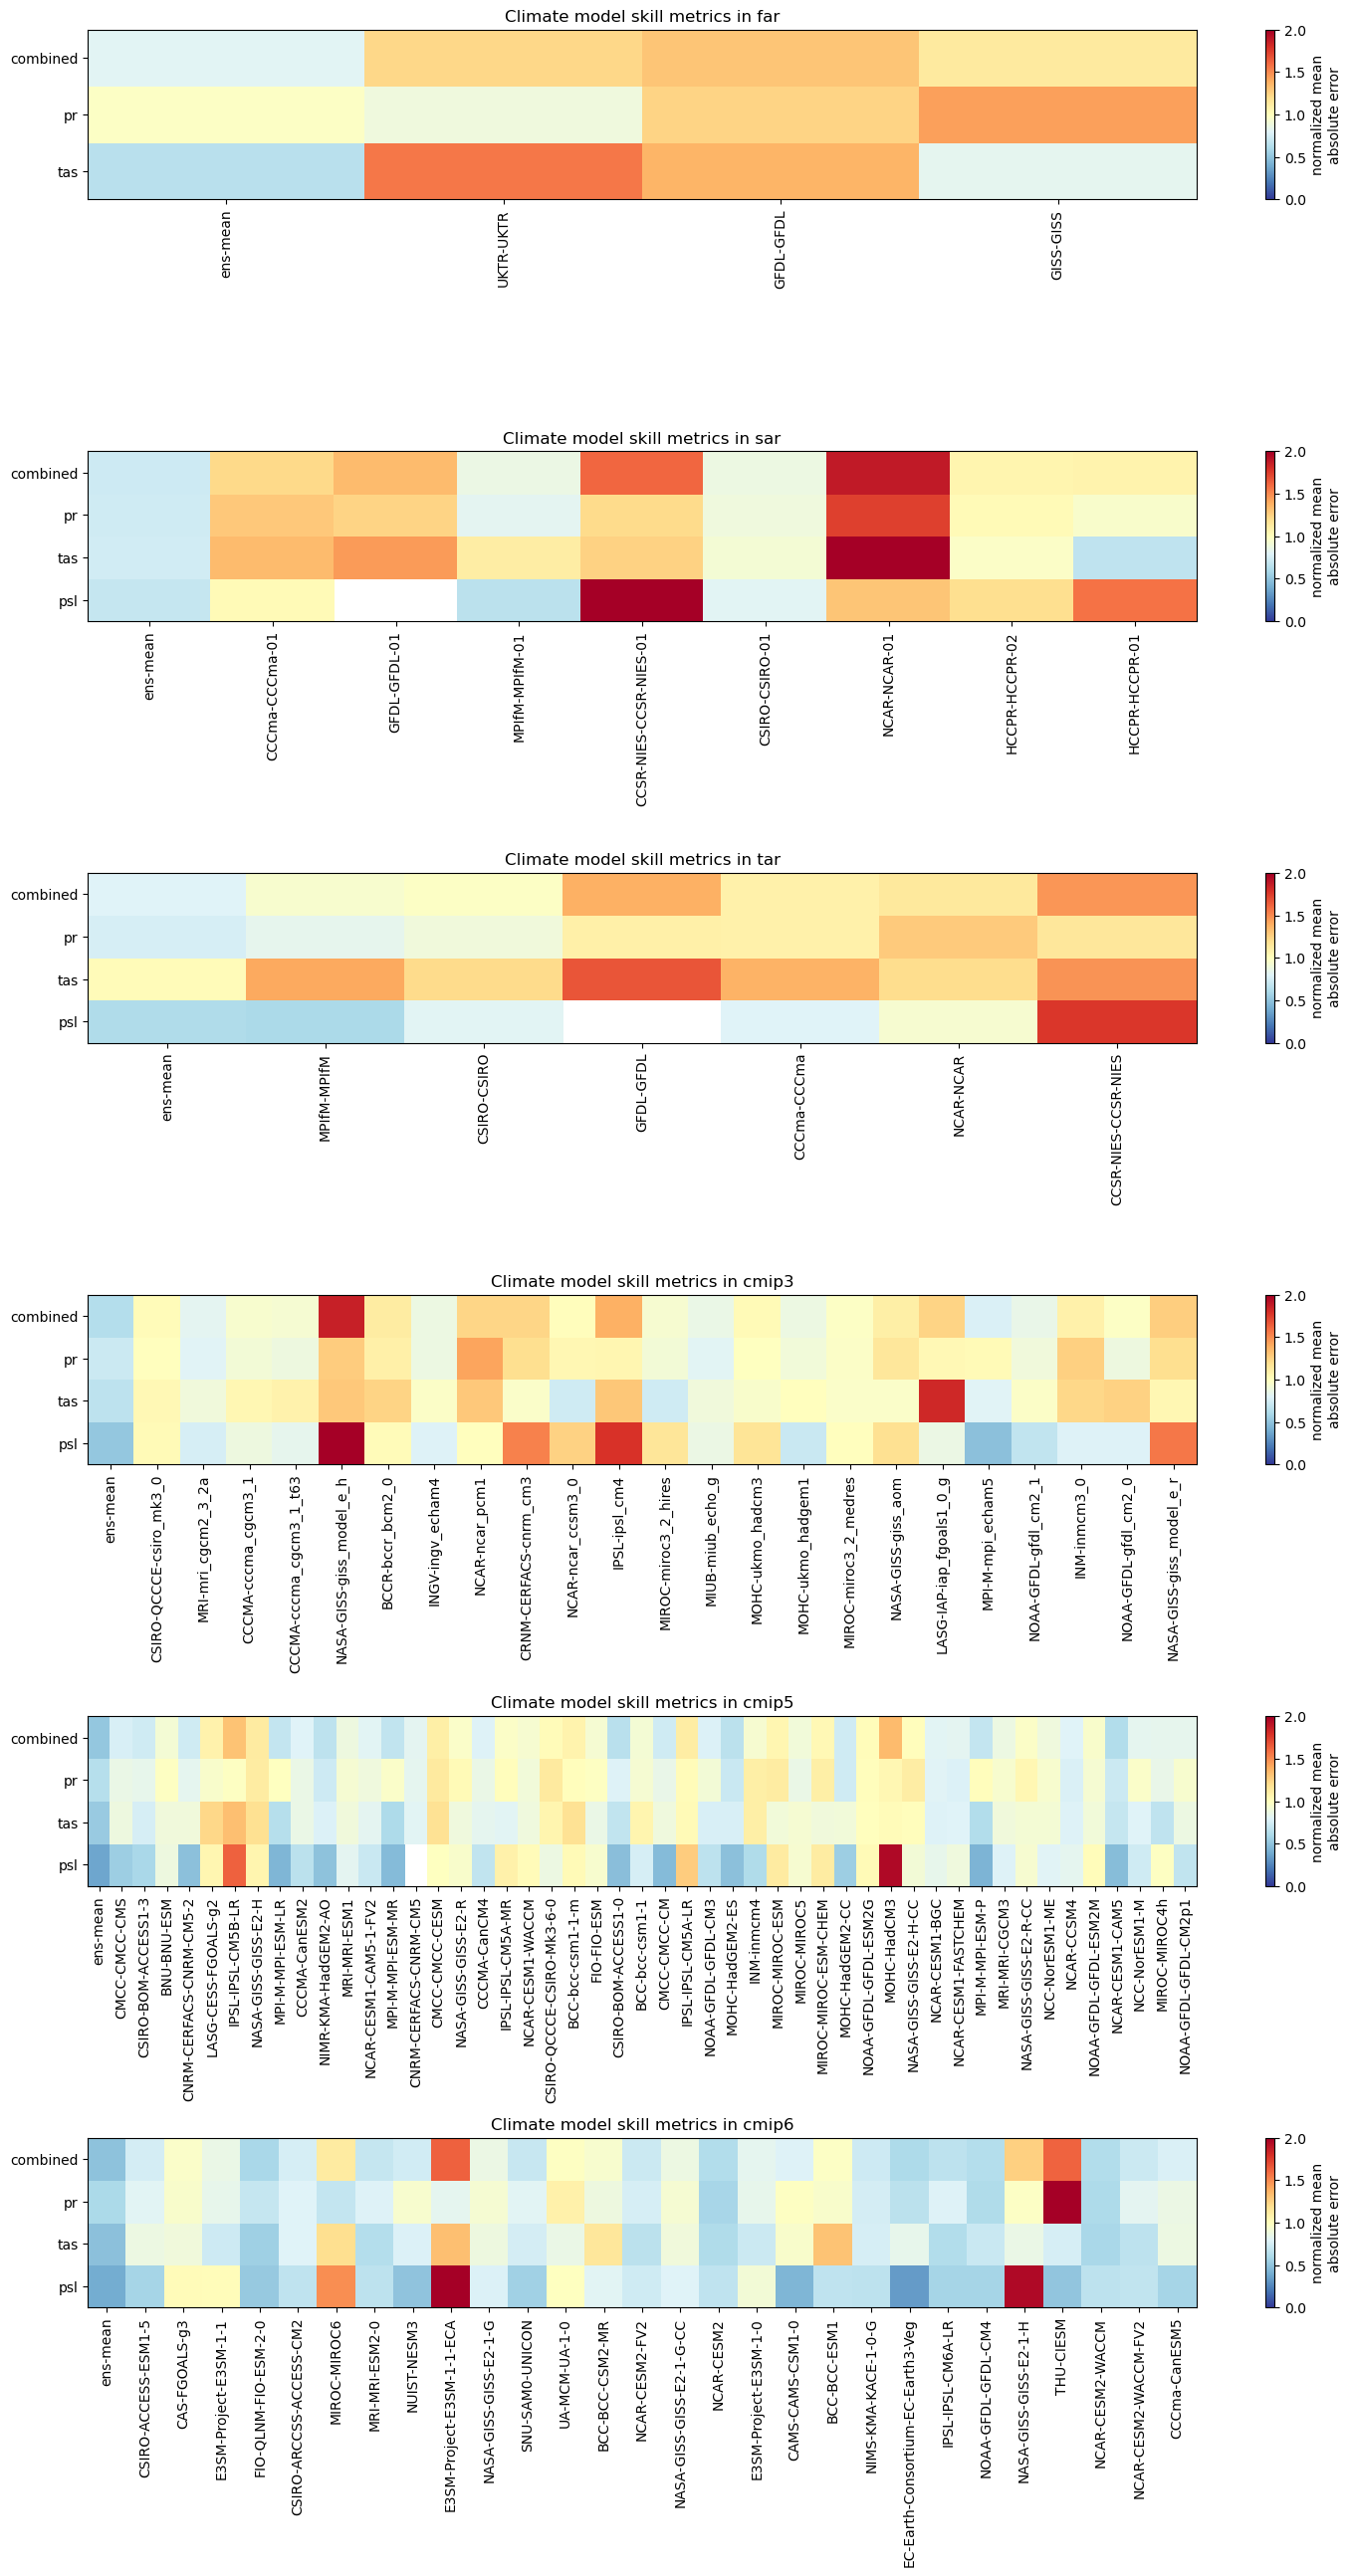 Climate model skill metrics in far
combined
pr
tas
ens-mean
UKTR-UKTR
GFDL-GFDL
GISS-GISS
2.0
1.5
1.0
0.5
0.0
normalized mean
absolute error
Climate model skill metrics in sar
combined
pr
tas
psl
ens-mean
CCCma-CCCma-01
GFDL-GFDL-01
MPIfM-MPIfM-01
CCSR-NIES-CCSR-NIES-01
CSIRO-CSIRO-01
NCAR-NCAR-01
HCCPR-HCCPR-02
HCCPR-HCCPR-01
2.0
1.5
1.0
0.5
0.0
normalized mean
absolute error
Climate model skill metrics in tar
combined
pr
tas
psl
ens-mean
MPIfM-MPIfM
CSIRO-CSIRO
GFDL-GFDL
CCCma-CCCma
NCAR-NCAR
CCSR-NIES-CCSR-NIES
2.0
1.5
1.0
0.5
0.0
normalized mean
absolute error
Climate model skill metrics in cmip3
combined
pr
tas
psl
ens-mean
CSIRO-QCCCE-csiro_mk3_0
MRI-mri_cgcm2_3_2a
CCCMA-cccma_cgcm3_1
CCCMA-cccma_cgcm3_1_t63
NASA-GISS-giss_model_e_h
BCCR-bccr_bcm2_0
INGV-ingv_echam4
NCAR-ncar_pcm1
CRNM-CERFACS-cnrm_cm3
NCAR-ncar_ccsm3_0
IPSL-ipsl_cm4
MIROC-miroc3_2_hires
MIUB-miub_echo_g
MOHC-ukmo_hadcm3
MOHC-ukmo_hadgem1
MIROC-miroc3_2_medres
NASA-GISS-giss_aom
LASG-IAP-iap_fgoals1_0_g
MPI-M-mpi_echam5
NOAA-GFDL-gfdl_cm2_1
INM-inmcm3_0
NOAA-GFDL-gfdl_cm2_0
NASA-GISS-giss_model_e_r
2.0
1.5
1.0
0.5
0.0
normalized mean
absolute error
Climate model skill metrics in cmip5
combined
pr
tas
psl
ens-mean
CMCC-CMCC-CMS
CSIRO-BOM-ACCESS1-3
BNU-BNU-ESM
CNRM-CERFACS-CNRM-CM5-2
LASG-CESS-FGOALS-g2
IPSL-IPSL-CM5B-LR
NASA-GISS-GISS-E2-H
MPI-M-MPI-ESM-LR
CCCMA-CanESM2
NIMR-KMA-HadGEM2-AO
MRI-MRI-ESM1
NCAR-CESM1-CAM5-1-FV2
MPI-M-MPI-ESM-MR
CNRM-CERFACS-CNRM-CM5
CMCC-CMCC-CESM
NASA-GISS-GISS-E2-R
CCCMA-CanCM4
IPSL-IPSL-CM5A-MR
NCAR-CESM1-WACCM
CSIRO-QCCCE-CSIRO-Mk3-6-0
BCC-bcc-csm1-1-m
FIO-FIO-ESM
CSIRO-BOM-ACCESS1-0
BCC-bcc-csm1-1
CMCC-CMCC-CM
IPSL-IPSL-CM5A-LR
NOAA-GFDL-GFDL-CM3
MOHC-HadGEM2-ES
INM-inmcm4
MIROC-MIROC-ESM
MIROC-MIROC5
MIROC-MIROC-ESM-CHEM
MOHC-HadGEM2-CC
NOAA-GFDL-GFDL-ESM2G
MOHC-HadCM3
NASA-GISS-GISS-E2-H-CC
NCAR-CESM1-BGC
NCAR-CESM1-FASTCHEM
MPI-M-MPI-ESM-P
MRI-MRI-CGCM3
NASA-GISS-GISS-E2-R-CC
NCC-NorESM1-ME
NCAR-CCSM4
NOAA-GFDL-GFDL-ESM2M
NCAR-CESM1-CAM5
NCC-NorESM1-M
MIROC-MIROC4h
NOAA-GFDL-GFDL-CM2p1
2.0
1.5
1.0
0.5
0.0
normalized mean
absolute error
Climate model skill metrics in cmip6
combined
pr
tas
psl
ens-mean
CSIRO-ACCESS-ESM1-5
CAS-FGOALS-g3
E3SM-Project-E3SM-1-1
FIO-QLNM-FIO-ESM-2-0
CSIRO-ARCCSS-ACCESS-CM2
MIROC-MIROC6
MRI-MRI-ESM2-0
NUIST-NESM3
E3SM-Project-E3SM-1-1-ECA
NASA-GISS-GISS-E2-1-G
SNU-SAM0-UNICON
UA-MCM-UA-1-0
BCC-BCC-CSM2-MR
NCAR-CESM2-FV2
NASA-GISS-GISS-E2-1-G-CC
NCAR-CESM2
E3SM-Project-E3SM-1-0
CAMS-CAMS-CSM1-0
BCC-BCC-ESM1
NIMS-KMA-KACE-1-0-G
EC-Earth-Consortium-EC-Earth3-Veg
IPSL-IPSL-CM6A-LR
NOAA-GFDL-GFDL-CM4
NASA-GISS-GISS-E2-1-H
THU-CIESM
NCAR-CESM2-WACCM
NCAR-CESM2-WACCM-FV2
CCCma-CanESM5
2.0
1.5
1.0
0.5
0.0
normalized mean
absolute error